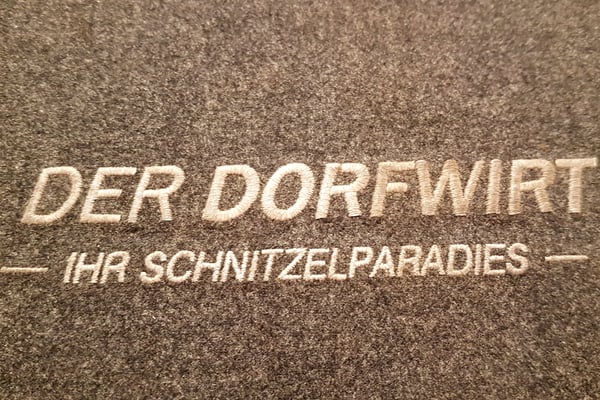 DER DORFWIRT
— IHR SCHNITZELPARADIES —